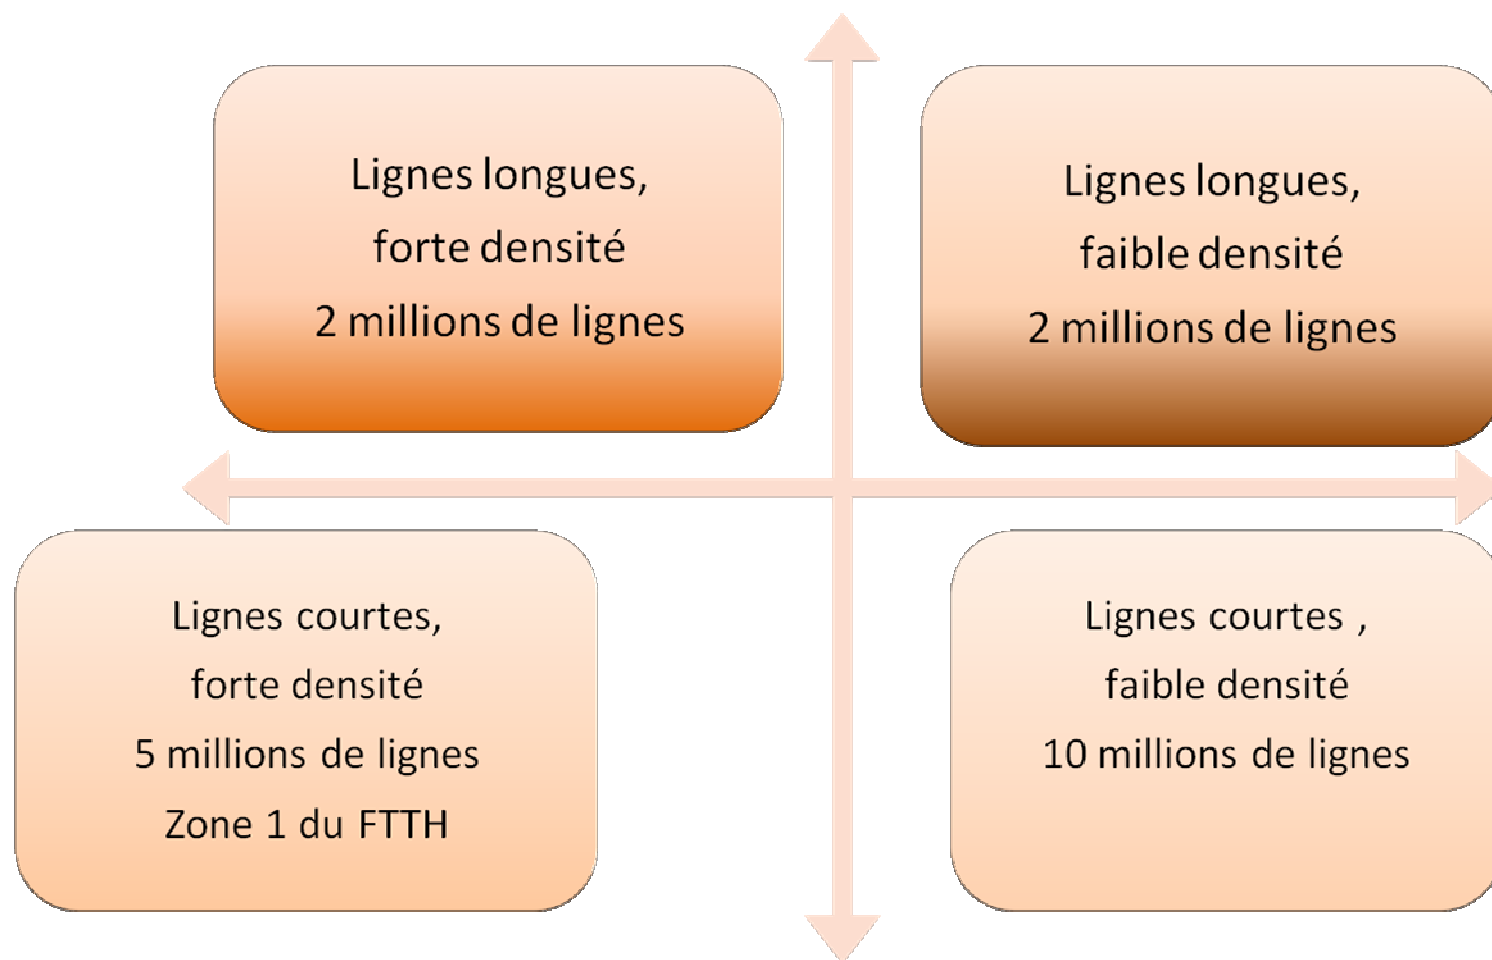 Lignes longues,
forte densité
2 millions de lignes
Lignes longues,
faible densité
2 millions de lignes
Lignes courtes,
forte densité
5 millions de lignes
Zone 1 du FTTH
Lignes courtes ,
faible densité
10 millions de lignes